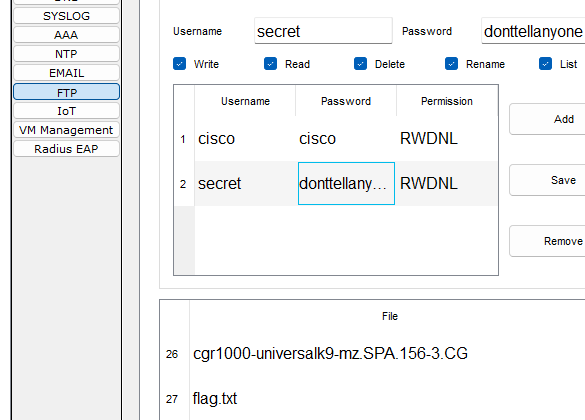 SYSLOG
AAA
NTP
EMAIL
FTP
IoT
VM Management
Radius EAP
Username secret Password donttellanyone
Write Read Delete Rename List
Username Password Permission
1 cisco cisco RWDNL
2 secret donttellany... RWDNL
Add
Save
Remove
File
26 cgr1000-universalk9-mz.SPA.156-3.CG
27 flag.txt